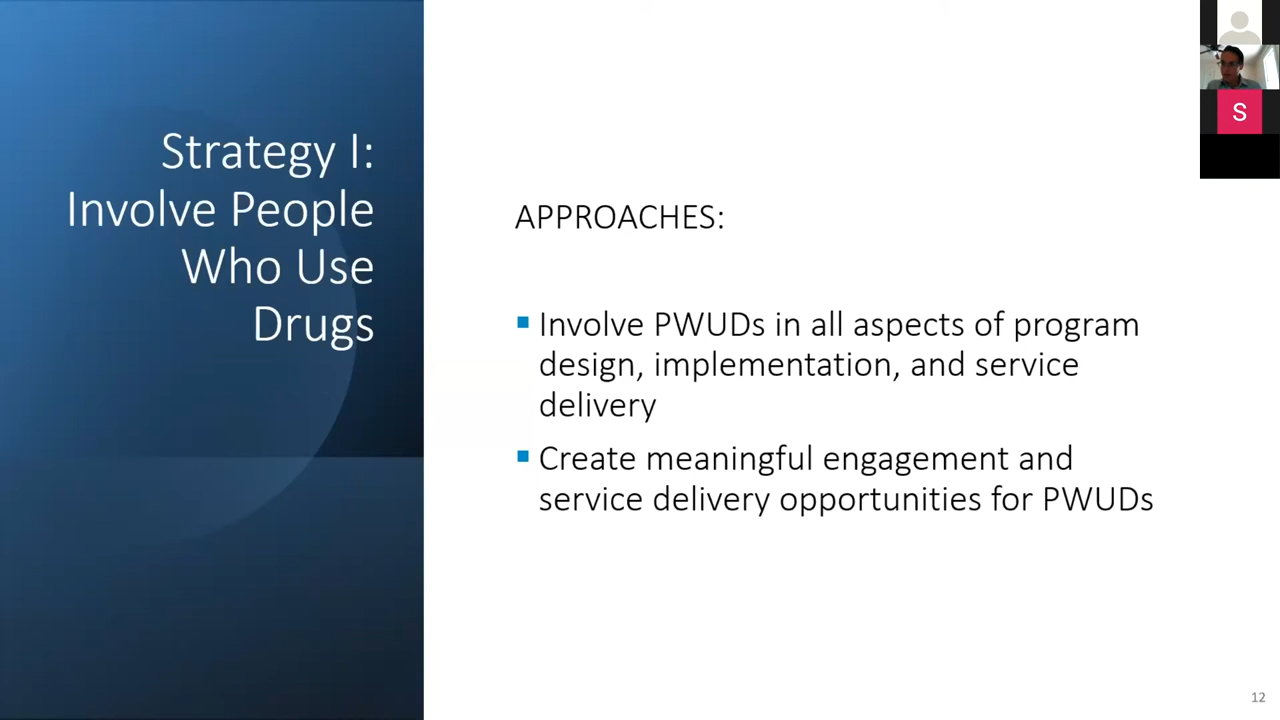 Strategy I:
Involve People
Who Use
Drugs
APPROACHES:
▪ Involve PWUDs in all aspects of program
design, implementation, and service
delivery
▪ Create meaningful engagement and
service delivery opportunities for PWUDs
S
12